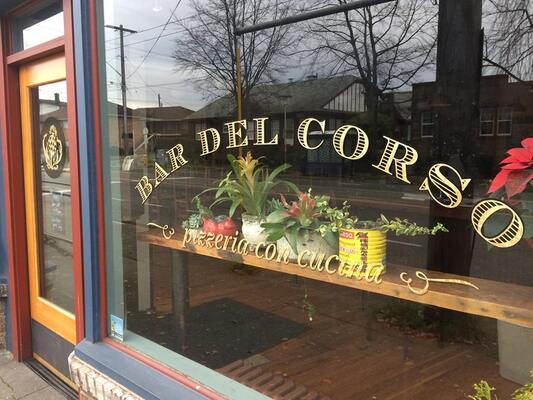 BAR DEL CORSO
pizzeria con cucina